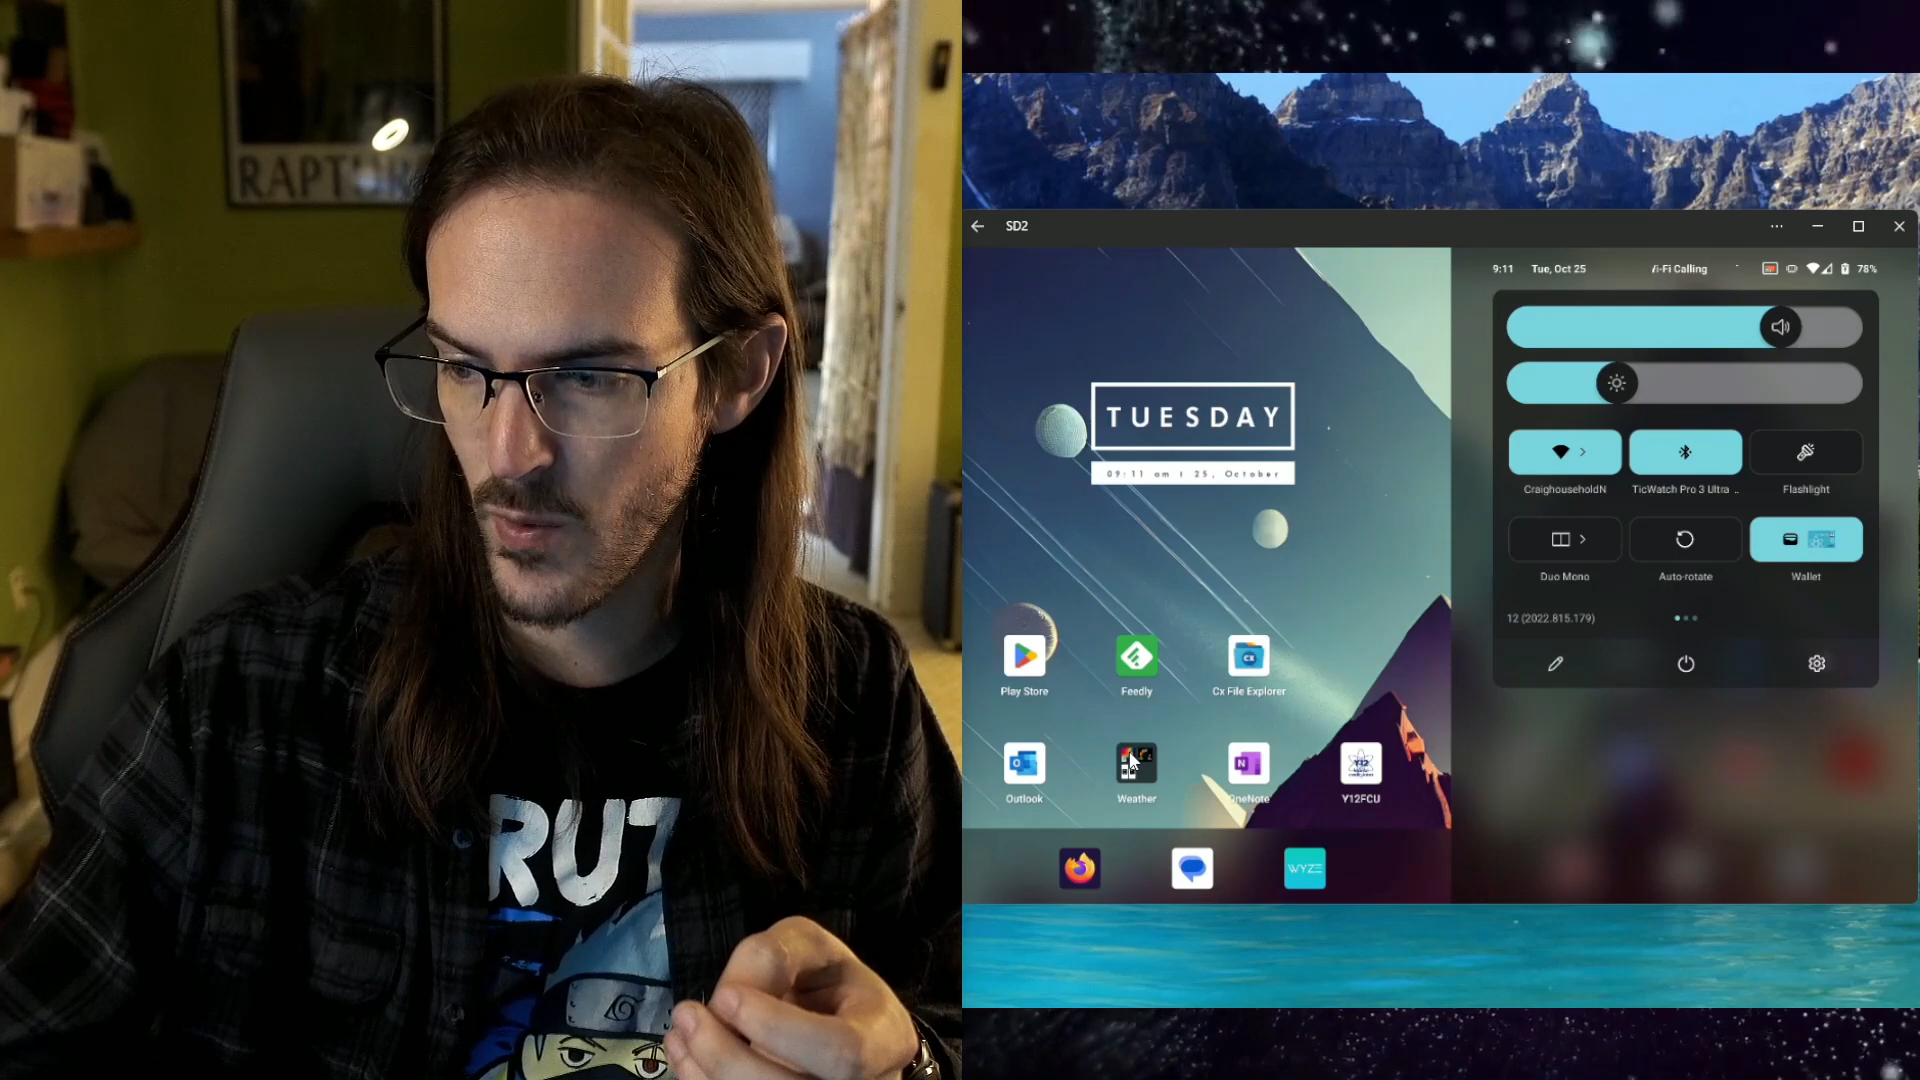 RAPTURE
RUT
SD2
TUESDAY
09:11 am | 25, October
Play Store
Feedly
Cx File Explorer
Outlook
Weather
OneNote
Y12FCU
WYZE
9:11
Tue, Oct 25
i-Fi Calling
78%
CraighouseholdN
TicWatch Pro 3 Ultra ..
Flashlight
Duo Mono
Auto-rotate
Wallet
12 (2022.815.179)